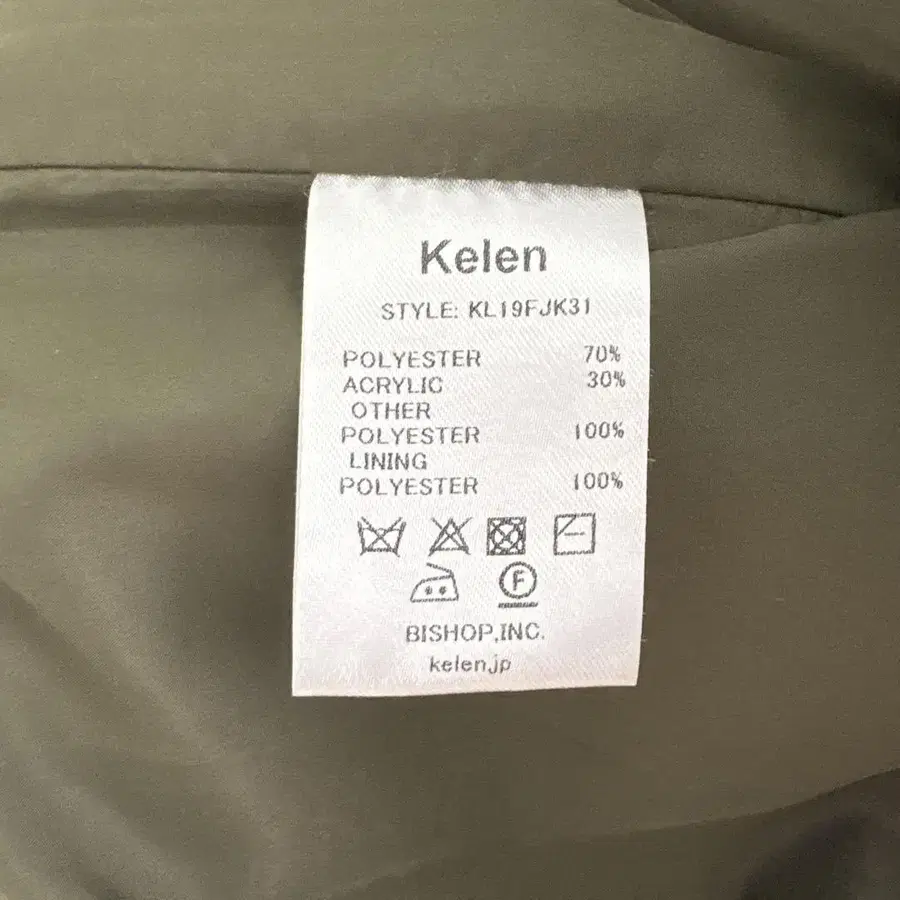 Kelen
STYLE: KL19FJK31
POLYESTER 70%
ACRYLIC 30%
OTHER
POLYESTER 100%
LINING
POLYESTER 100%
F
BISHOP,INC.
kelen.jp